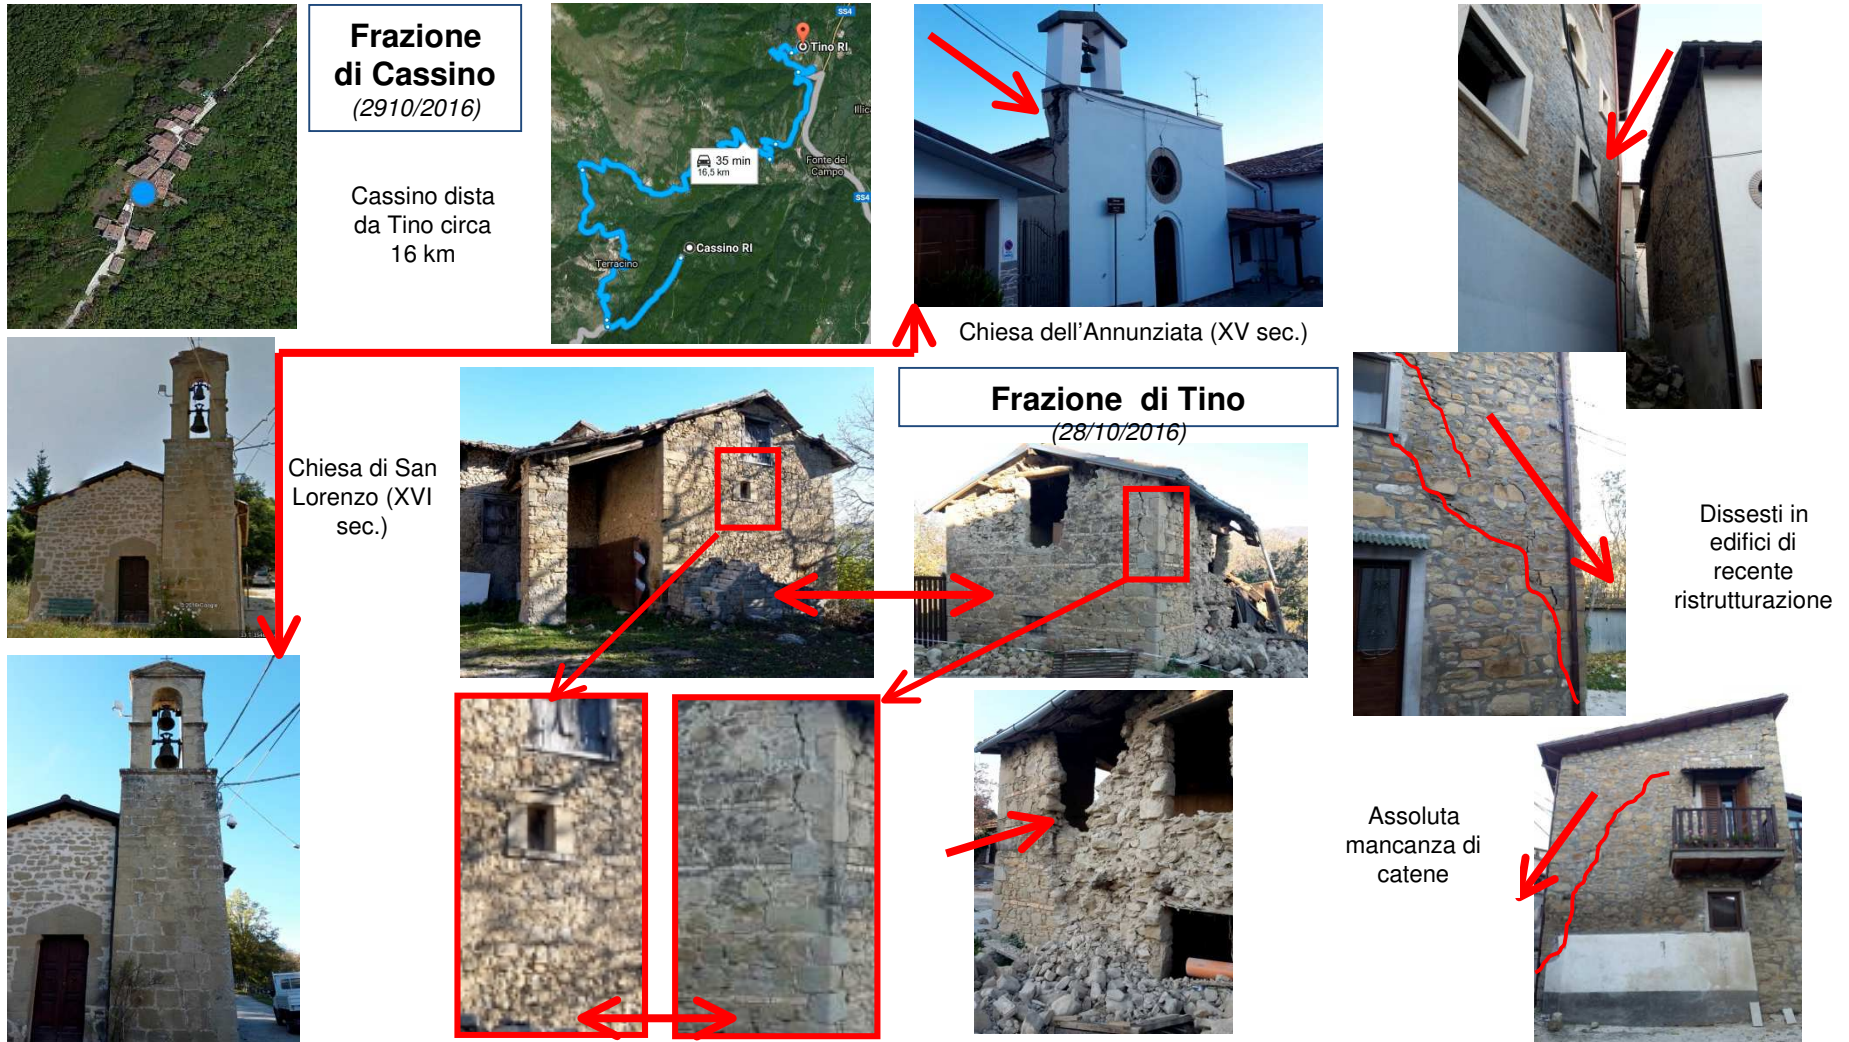 Frazione
di Cassino
(2910/2016)
Cassino dista
da Tino circa
16 km
SS4
Tino RI
35 min
16,5 km
Fonte del
Campo
SS4
Cassino RI
Terracino
Chiesa dell'Annunziata (XV sec.)
Chiesa di San
Lorenzo (XVI
sec.)
Frazione di Tino
(28/10/2016)
Dissesti in
edifici di
recente
ristrutturazione
Assoluta
mancanza di
catene